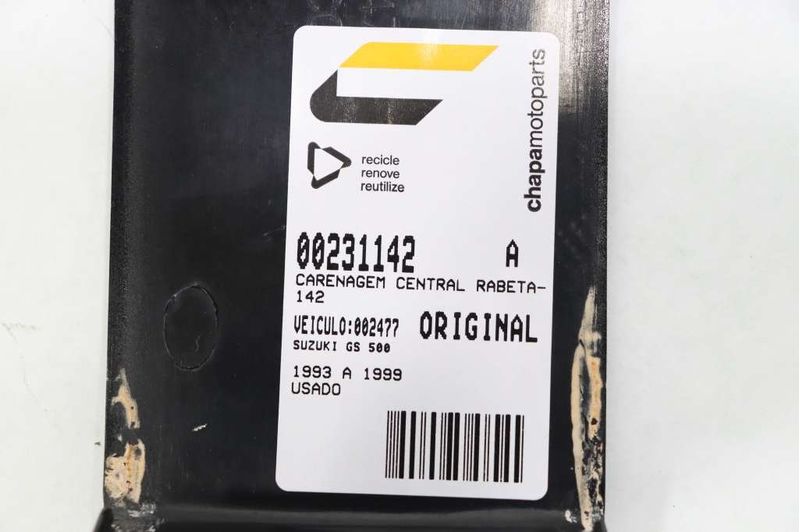 chapamotoparts
recicle
renove
reutilize
00231142 A
CARENAGEM CENTRAL RABETA-
142
VEICULO:002477 ORIGINAL
SUZUKI GS 500
1993 A 1999
USADO